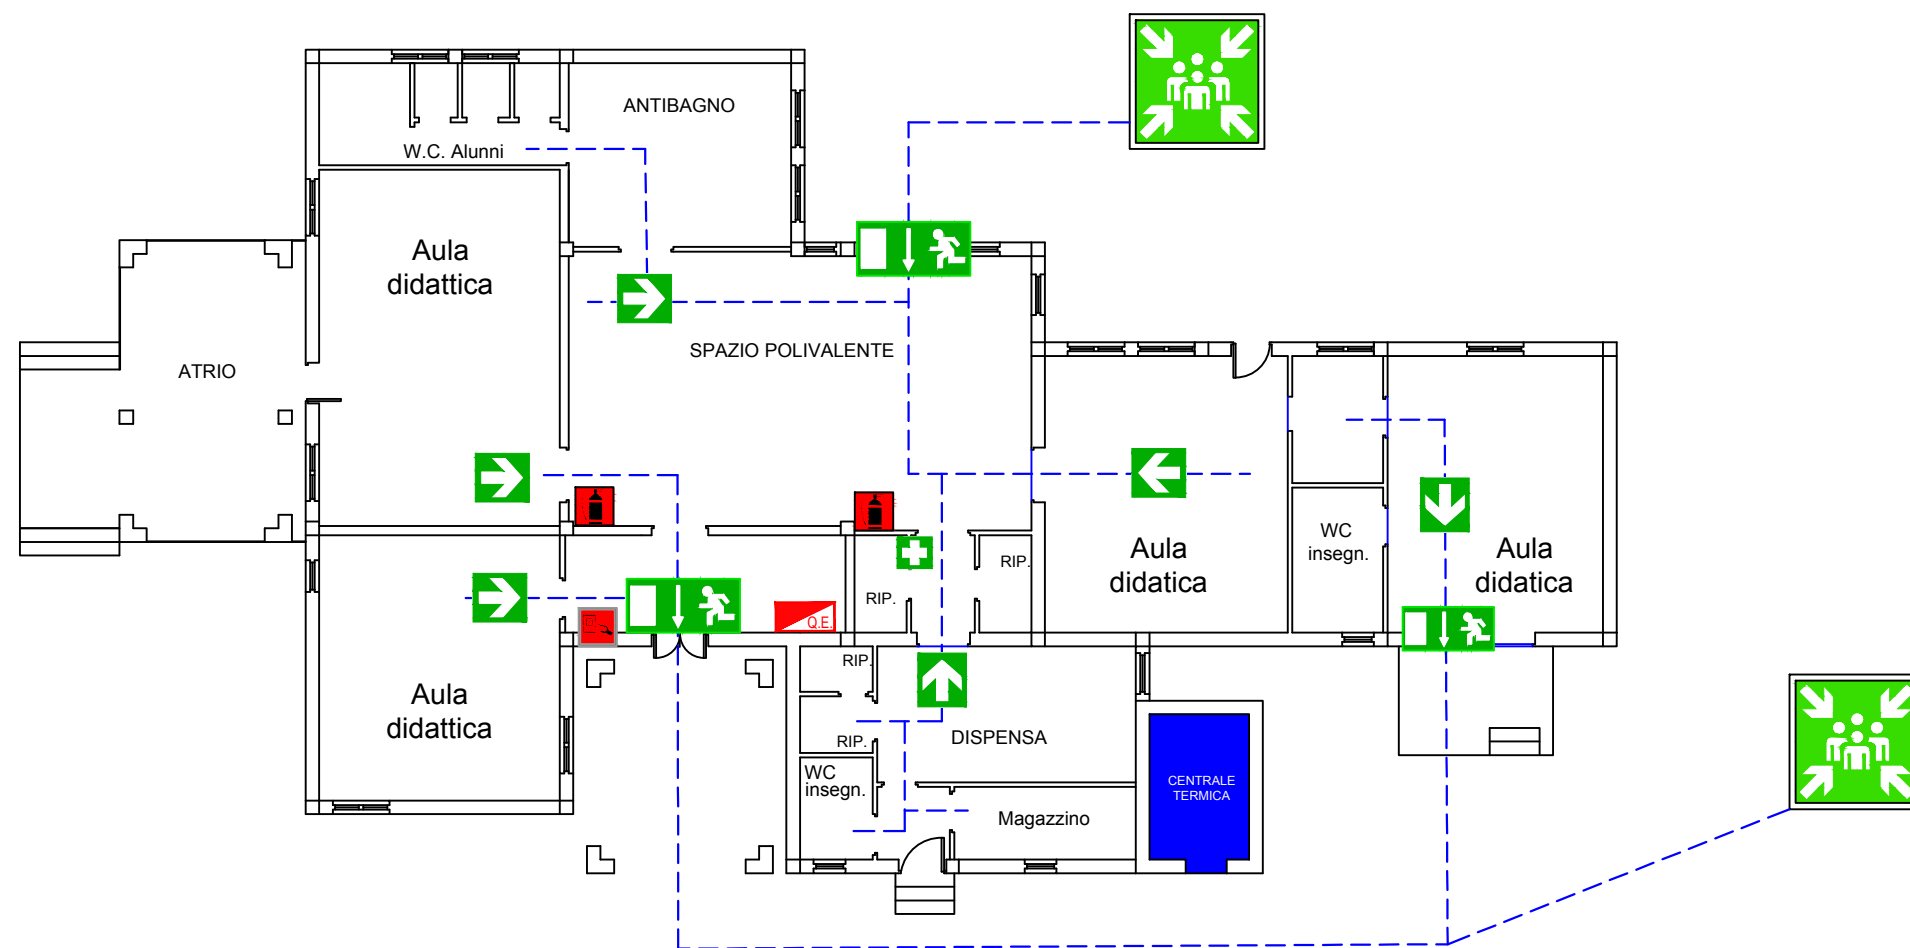 ANTIBAGNO
W.C. Alunni
Aula
didattica
SPAZIO POLIVALENTE
ATRIO
Aula
didatica
WC
insegn.
Aula
didatica
RIP.
RIP.
Q.E.
Aula
didattica
RIP.
RIP.
DISPENSA
WC
insegn.
Magazzino
CENTRALE
TERMICA